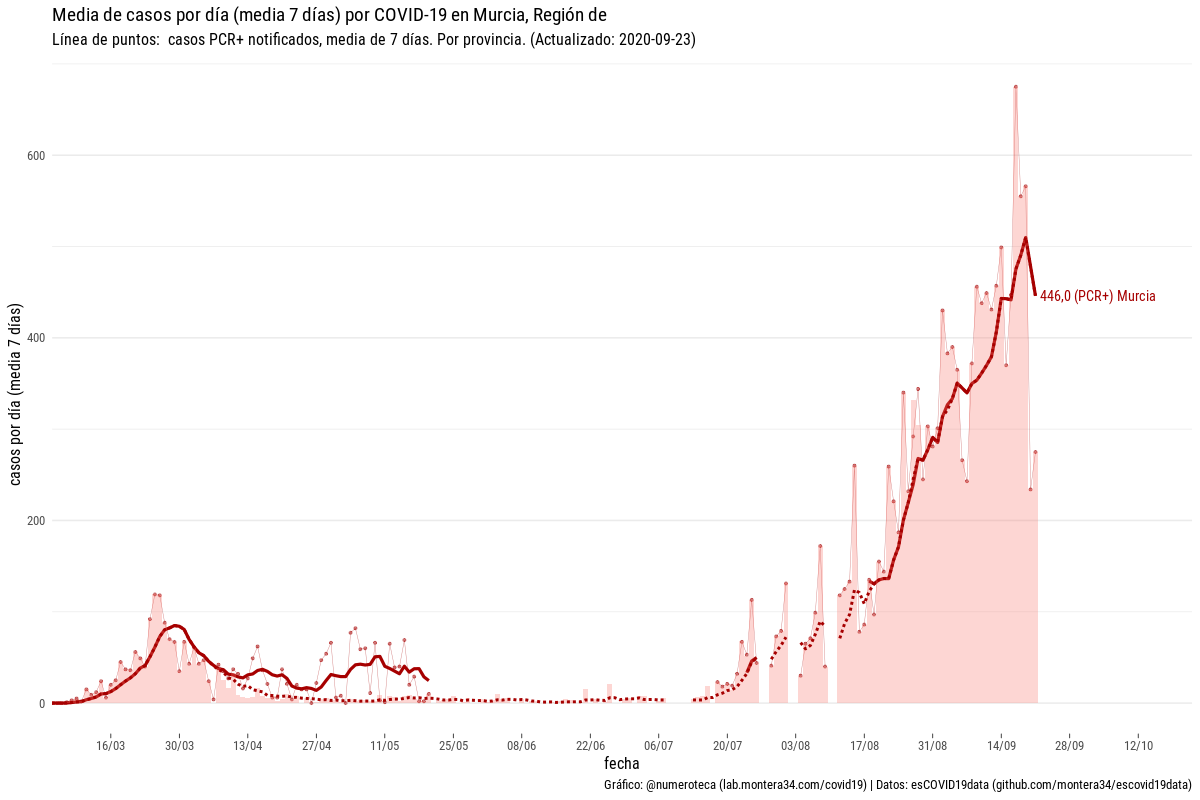 Media de casos por día (media 7 días) por COVID-19 en Murcia, Región de
Línea de puntos:  casos PCR+ notificados, media de 7 días. Por provincia. (Actualizado: 2020-09-23)
casos por día (media 7 días)
600
400
200
0
446,0 (PCR+) Murcia
16/03 30/03 13/04 27/04 11/05 25/05 08/06 22/06 06/07 20/07 03/08 17/08 31/08 14/09 28/09 12/10
fecha
Gráfico: @numeroteca (lab.montera34.com/covid19) | Datos: esCOVID19data (github.com/montera34/escovid19data)